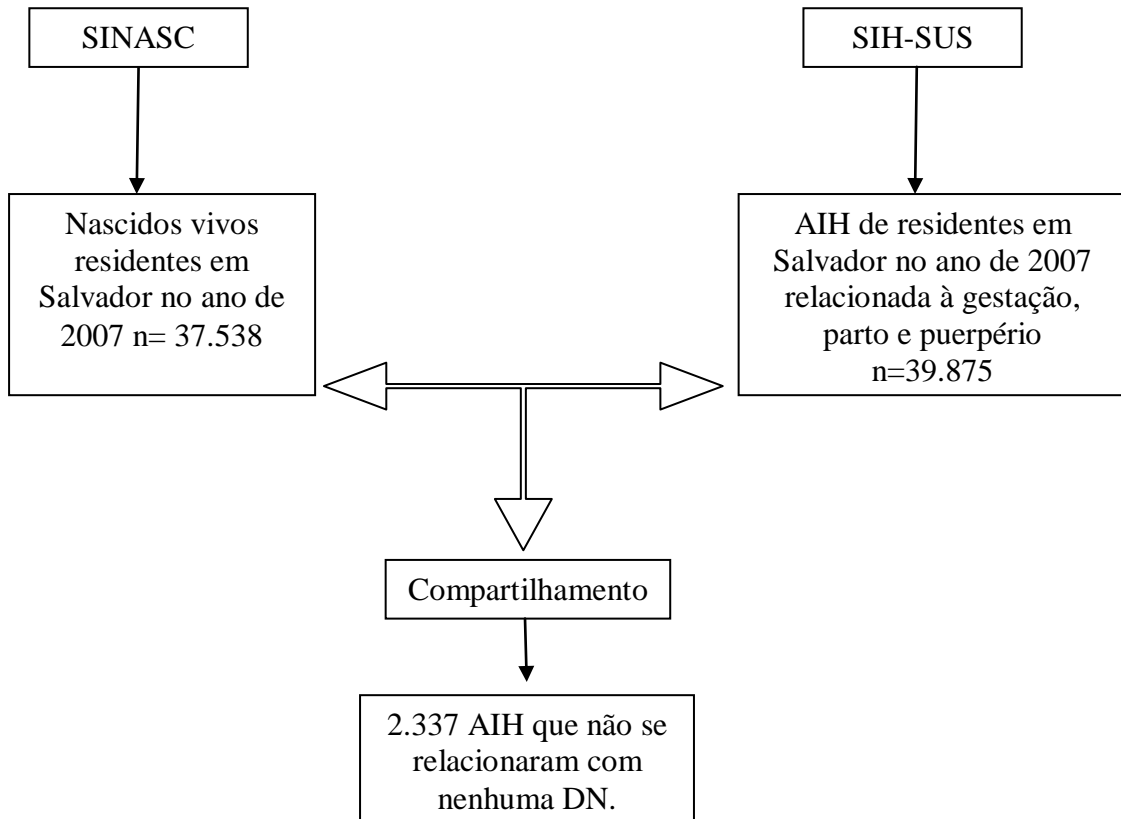 SINASC
SIH-SUS
Nascidos vivos
residentes em
Salvador no ano de
2007 n= 37.538
AIH de residentes em
Salvador no ano de 2007
relacionada à gestação,
parto e puerpério
n=39.875
Compartilhamento
2.337 AIH que não se
relacionaram com
nenhuma DN.